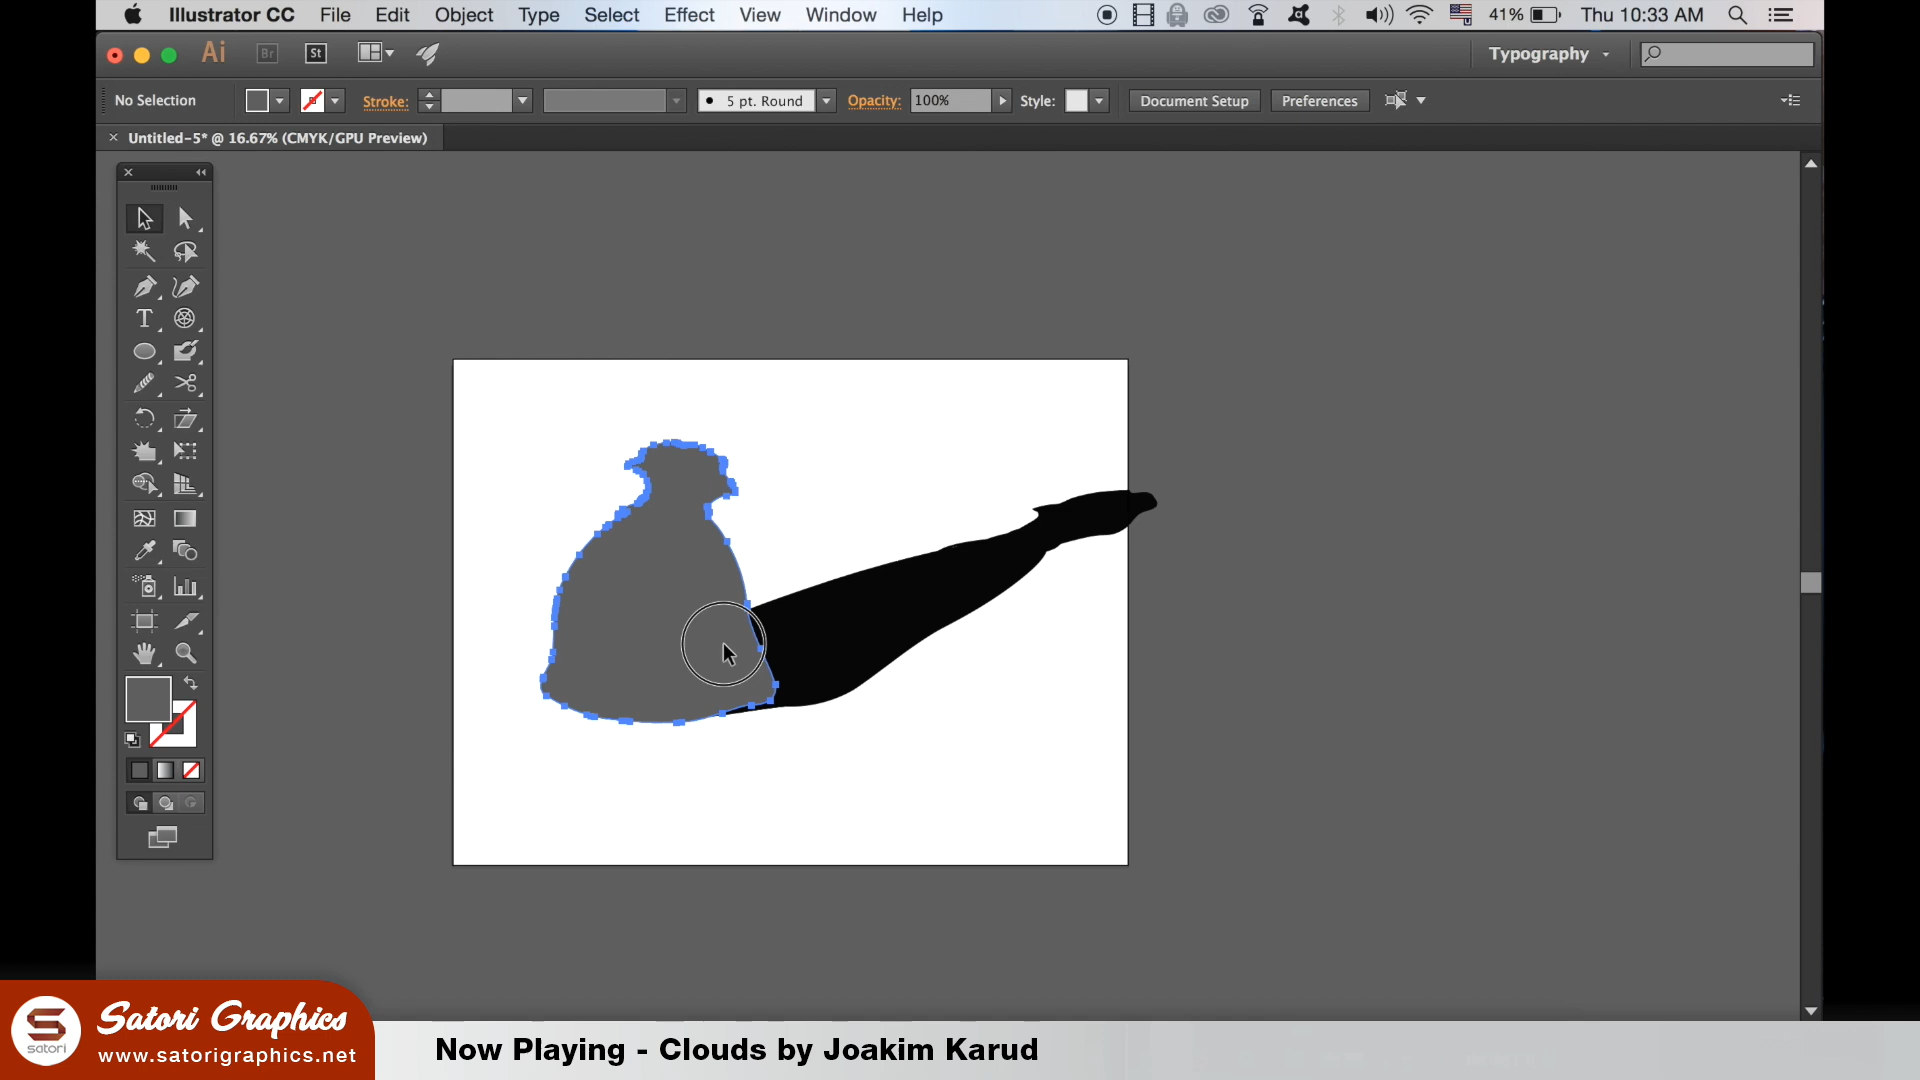 Illustrator CC File Edit Object Type Select Effect View Window Help 41% Thu 10:33 AM
Ai Br St Typography
No Selection Stroke: 5 pt. Round Opacity: 100% Style: Document Setup Preferences
Untitled-5* @ 16.67% (CMYK/GPU Preview)
T
Satori Graphics
satori
www.satorigraphics.net
Now Playing - Clouds by Joakim Karud